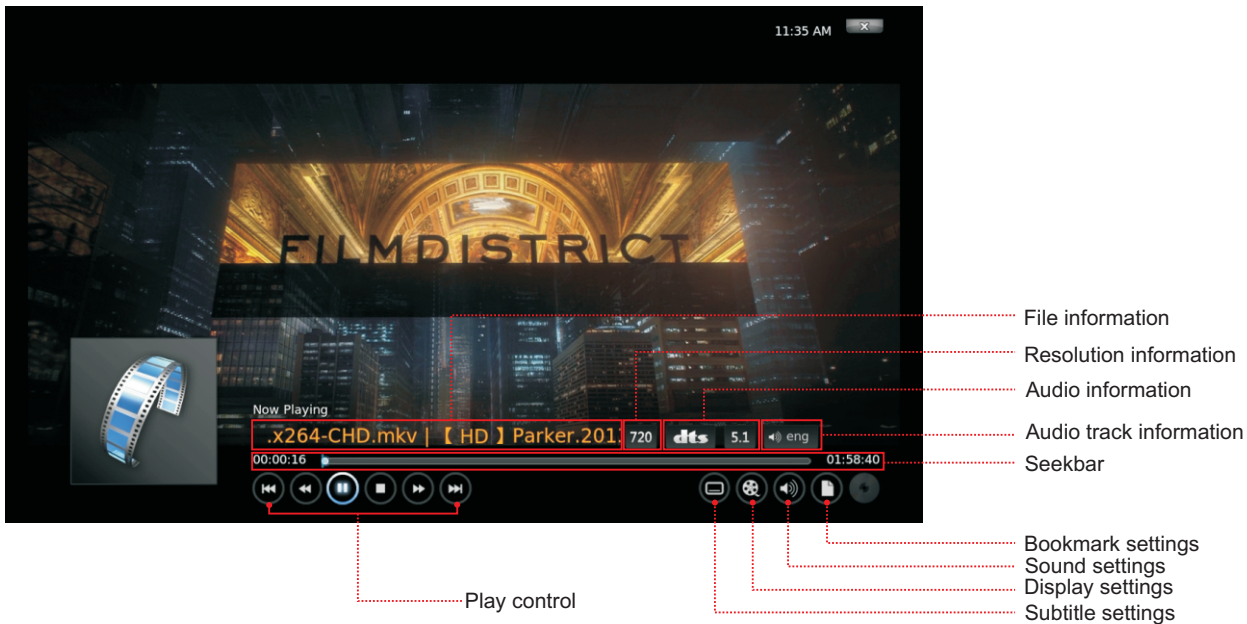 11:35 AM
FILMDISTRICT
Now Playing
.x264-CHD.mkv | 【 HD 】 Parker.201
720
dts
5.1
eng
00:00:16
01:58:40
File information
Resolution information
Audio information
Audio track information
Seekbar
Bookmark settings
Sound settings
Display settings
Subtitle settings
Play control